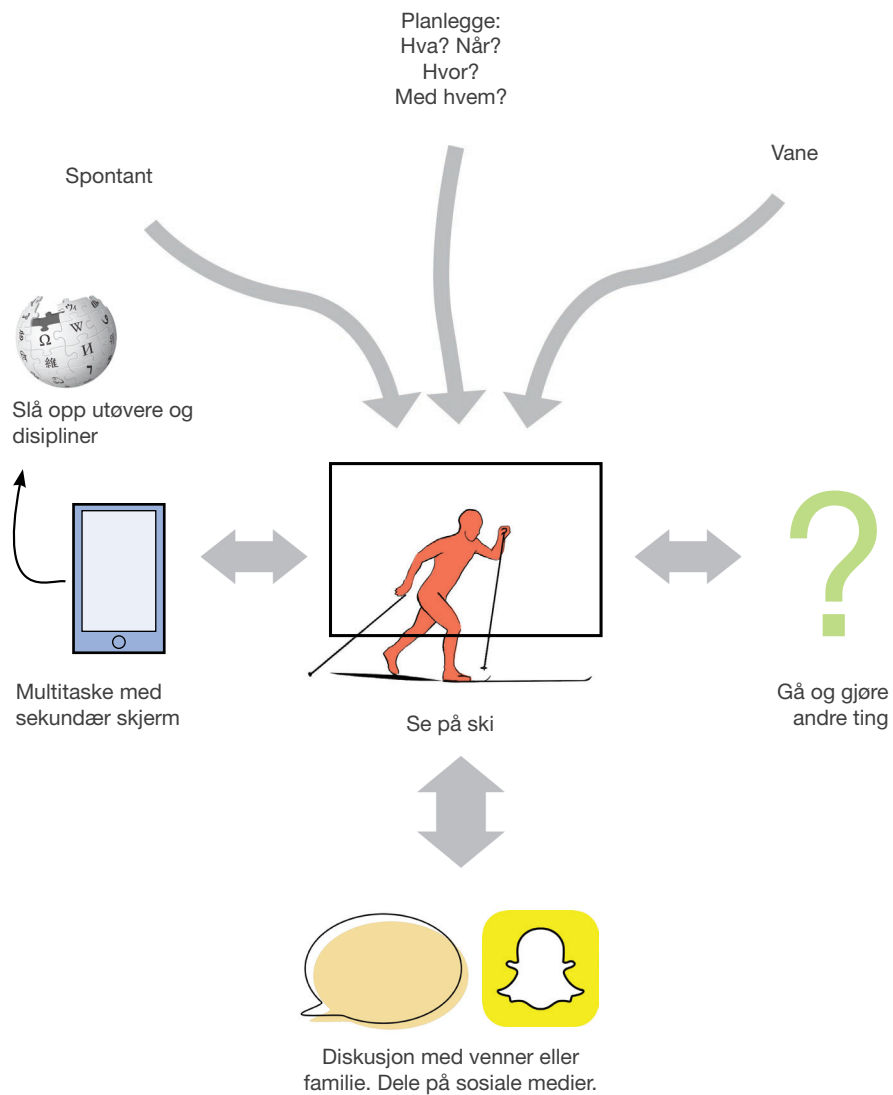 Planlegge:
Hva? Når?
Hvor?
Med hvem?
Spontant
Vane
Ω
W
И
維
Slå opp utøvere og
disipliner
Multitaske med
sekundær skjerm
Se på ski
Gå og gjøre
andre ting
?
Diskusjon med venner eller
familie. Dele på sosiale medier.